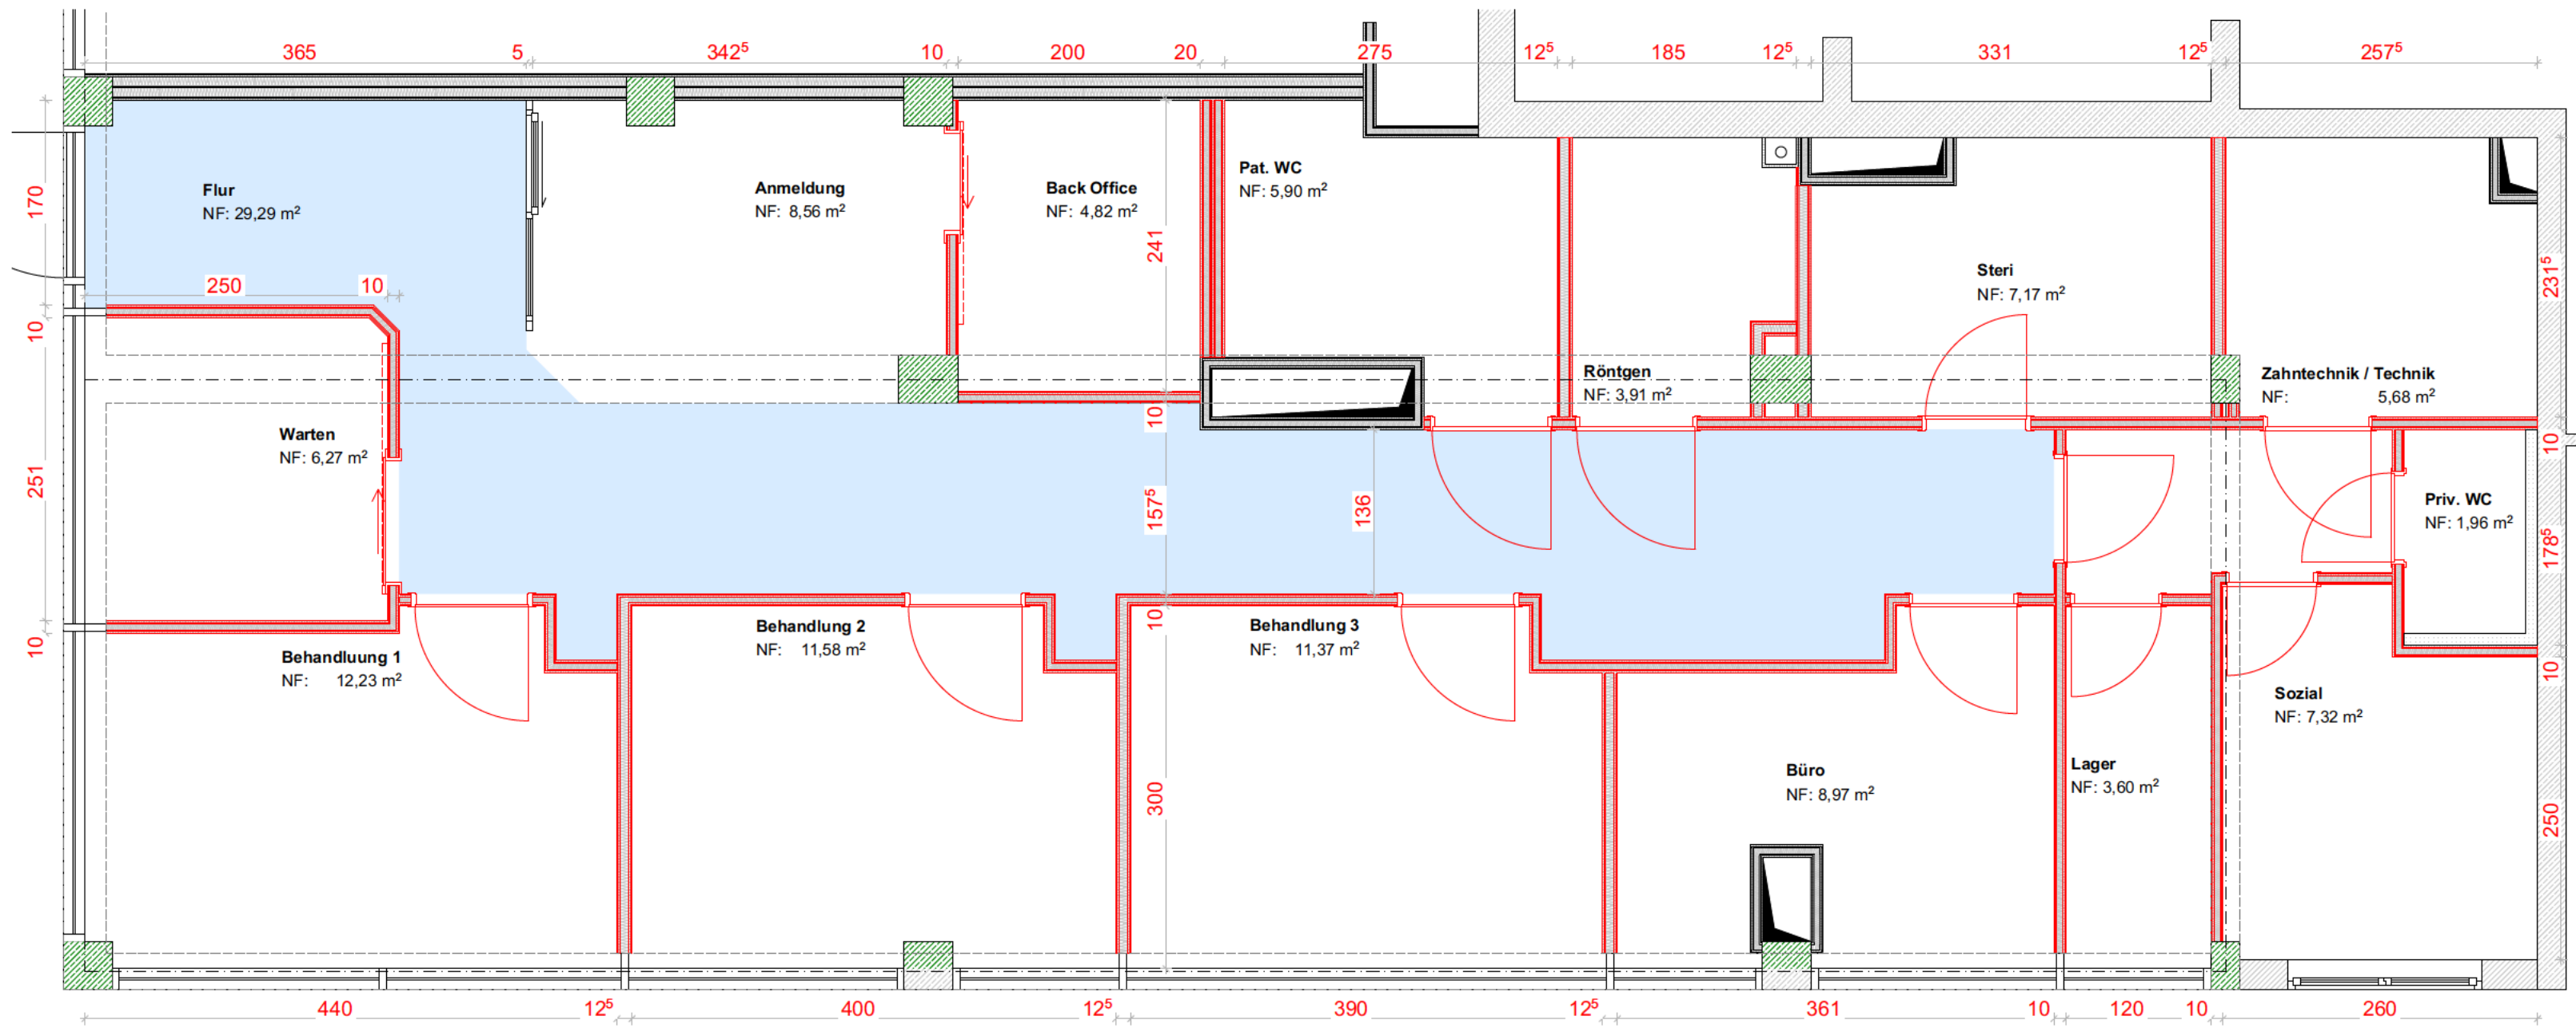 365 5 342⁵ 10 200 20 275 12⁵ 185 12⁵ 331 12⁵ 257⁵
Flur
NF: 29,29 m²
Anmeldung
NF: 8,56 m²
Back Office
NF: 4,82 m²
Pat. WC
NF: 5,90 m²
Steri
NF: 7,17 m²
Röntgen
NF: 3,91 m²
Zahntechnik / Technik
NF: 5,68 m²
Warten
NF: 6,27 m²
Priv. WC
NF: 1,96 m²
Behandluung 1
NF: 12,23 m²
Behandlung 2
NF: 11,58 m²
Behandlung 3
NF: 11,37 m²
Büro
NF: 8,97 m²
Lager
NF: 3,60 m²
Sozial
NF: 7,32 m²
170
10
251
10
250 10
241
10
157⁵
10
300
136
231⁵
10
178⁵
10
250
440 12⁵ 400 12⁵ 390 12⁵ 361 10 120 10 260